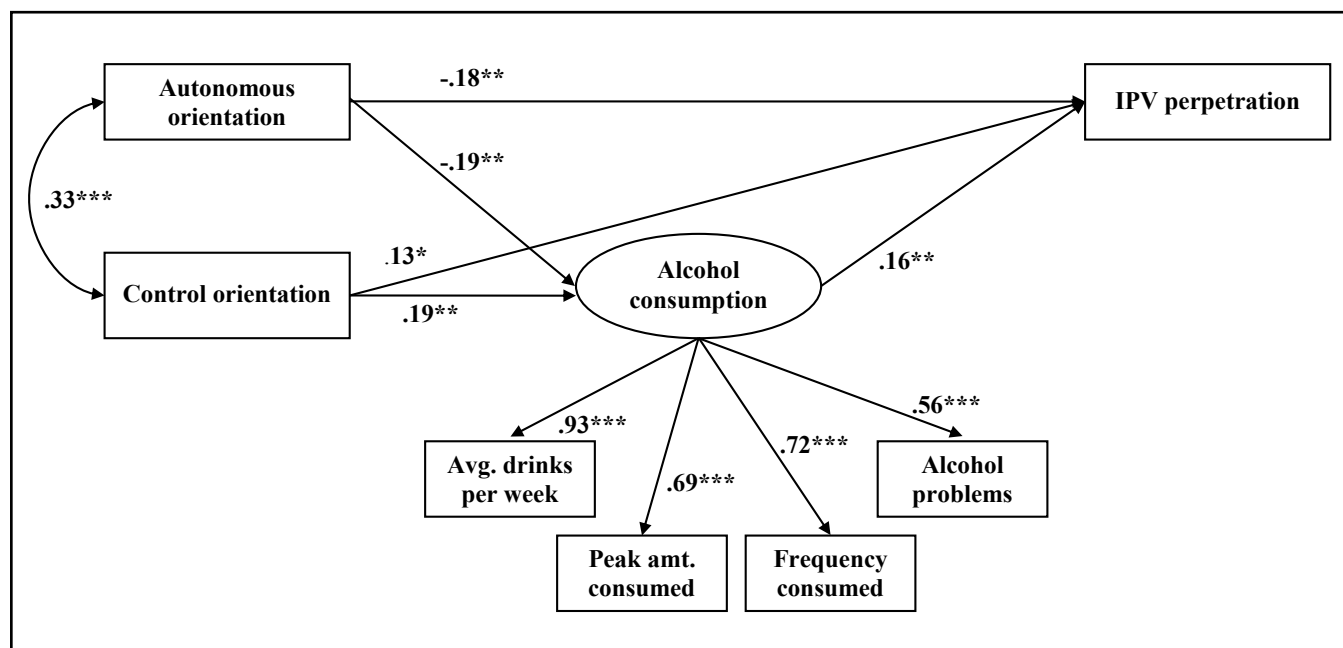 Autonomous
orientation
-.18**
IPV perpetration
-.19**
.33***
Control orientation
.13*
.19**
Alcohol
consumption
.16**
.93***
.69***
.72***
.56***
Avg. drinks
per week
Peak amt.
consumed
Frequency
consumed
Alcohol
problems